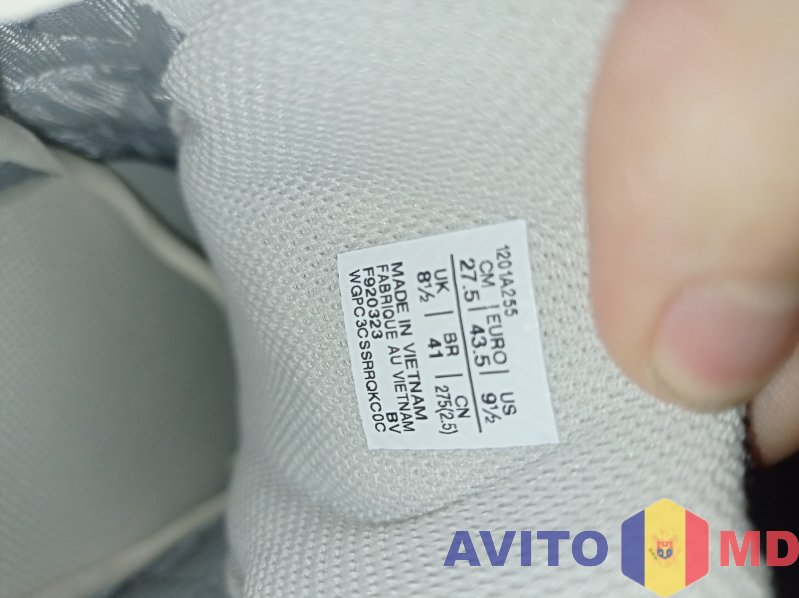 1201A255
CM | EURO | US
27.5 | 43.5 | 9½
UK | BR | CN
8½ | 41 | 275(2.5)
MADE IN VIETNAM
FABRIQUE AU VIETNAM
F920323 BV
WGPC3CSSRRQKC0C
AVITO MD